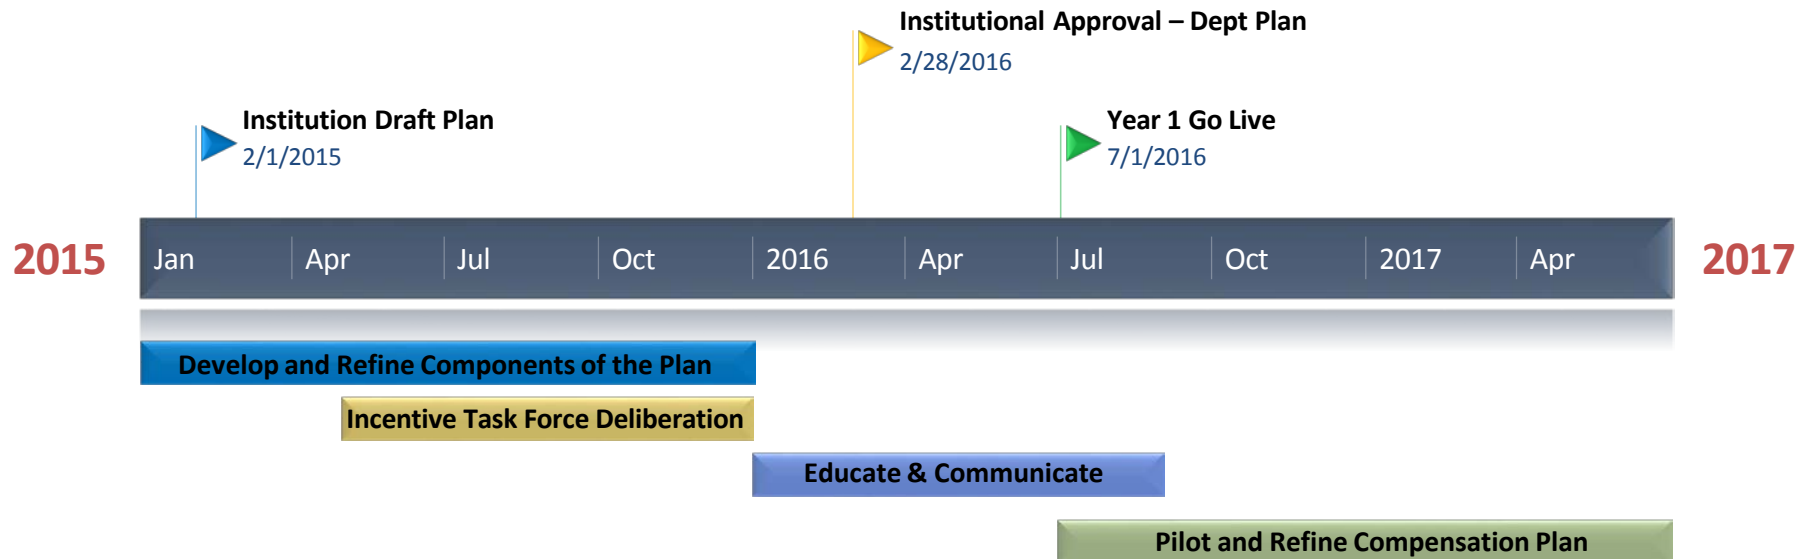 Institutional Approval – Dept Plan
2/28/2016
Institution Draft Plan
2/1/2015
Year 1 Go Live
7/1/2016
2015 Jan Apr Jul Oct 2016 Apr Jul Oct 2017 Apr 2017
Develop and Refine Components of the Plan
Incentive Task Force Deliberation
Educate & Communicate
Pilot and Refine Compensation Plan